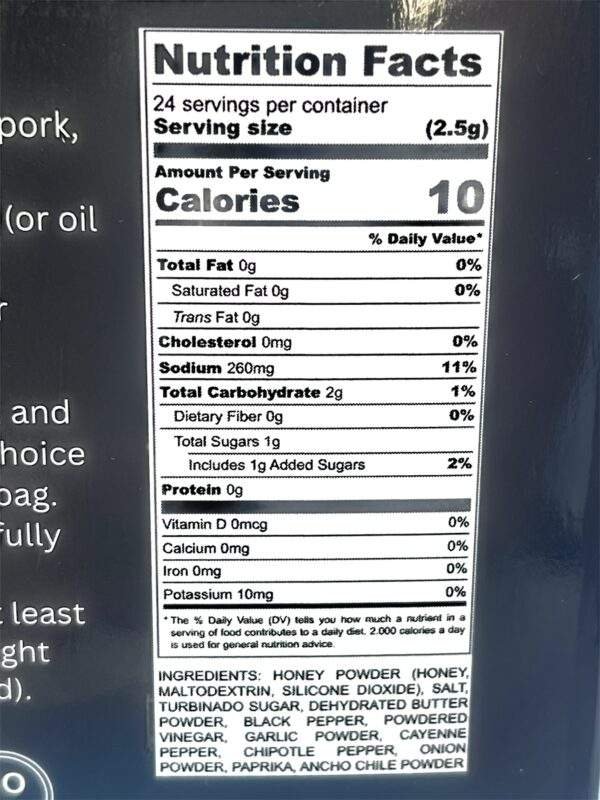 pork,
(or oil
r
and
hoice
bag.
fully
t least
ght
d).
O
Nutrition Facts
24 servings per container
Serving size (2.5g)
Amount Per Serving
Calories 10
% Daily Value*
Total Fat 0g 0%
Saturated Fat 0g 0%
Trans Fat 0g
Cholesterol 0mg 0%
Sodium 260mg 11%
Total Carbohydrate 2g 1%
Dietary Fiber 0g 0%
Total Sugars 1g
Includes 1g Added Sugars 2%
Protein 0g
Vitamin D 0mcg 0%
Calcium 0mg 0%
Iron 0mg 0%
Potassium 10mg 0%
* The % Daily Value (DV) tells you how much a nutrient in a
serving of food contributes to a daily diet. 2.000 calories a day
is used for general nutrition advice.
INGREDIENTS: HONEY POWDER (HONEY,
MALTODEXTRIN, SILICONE DIOXIDE), SALT,
TURBINADO SUGAR, DEHYDRATED BUTTER
POWDER, BLACK PEPPER, POWDERED
VINEGAR, GARLIC POWDER, CAYENNE
PEPPER, CHIPOTLE PEPPER, ONION
POWDER, PAPRIKA, ANCHO CHILE POWDER